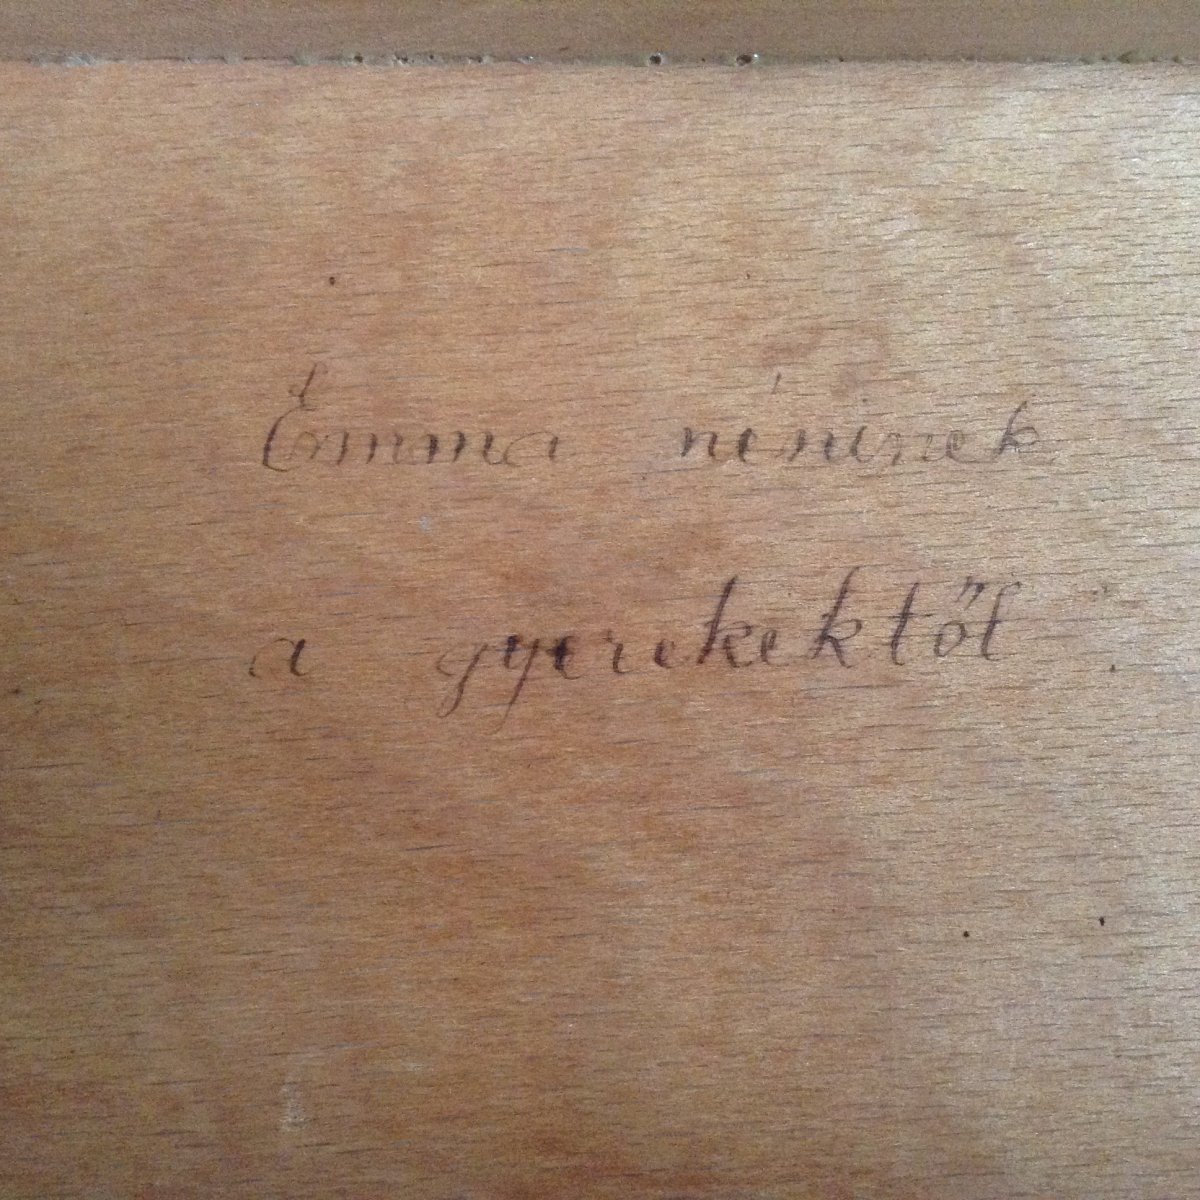 Emma néninek
a gyerekektől